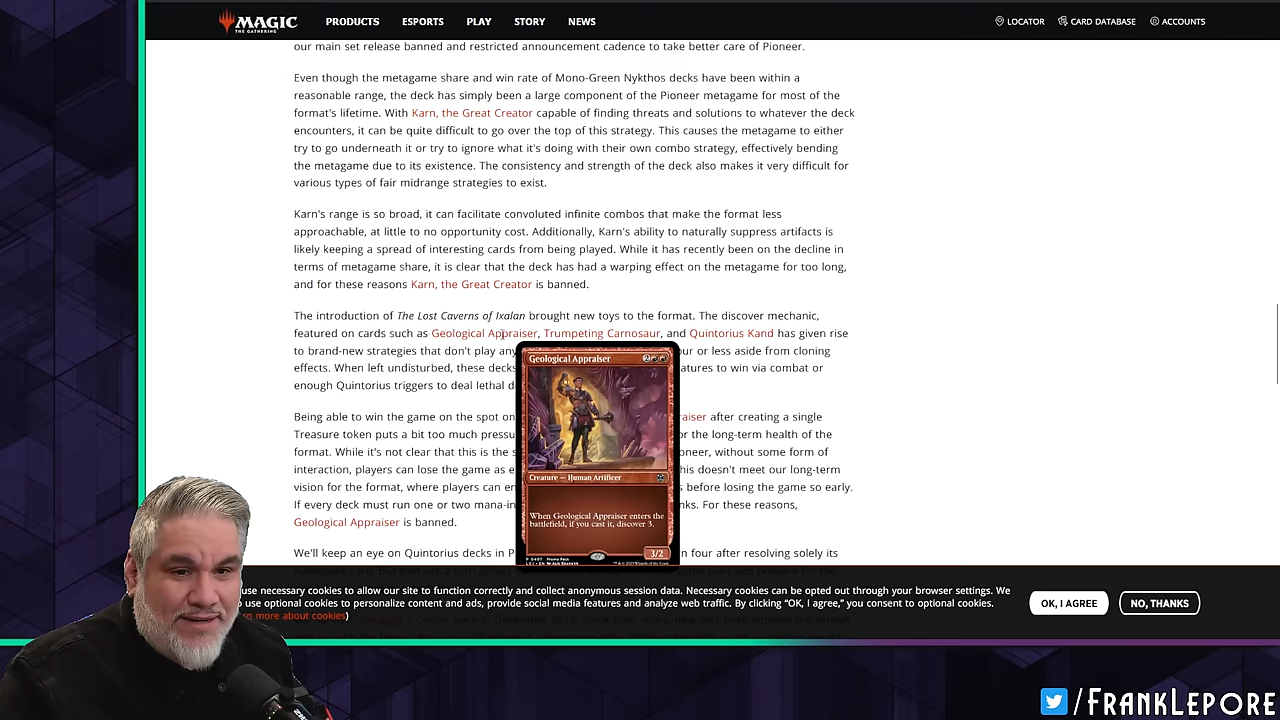 MAGIC
THE GATHERING
PRODUCTS ESPORTS PLAY STORY NEWS LOCATOR CARD DATABASE ACCOUNTS
our main set release banned and restricted announcement cadence to take better care of Pioneer.
Even though the metagame share and win rate of Mono-Green Nykthos decks have been within a
reasonable range, the deck has simply been a large component of the Pioneer metagame for most of the
format's lifetime. With Karn, the Great Creator capable of finding threats and solutions to whatever the deck
encounters, it can be quite difficult to go over the top of this strategy. This causes the metagame to either
try to go underneath it or try to ignore what it's doing with their own combo strategy, effectively bending
the metagame due to its existence. The consistency and strength of the deck also makes it very difficult for
various types of fair midrange strategies to exist.
Karn's range is so broad, it can facilitate convoluted infinite combos that make the format less
approachable, at little to no opportunity cost. Additionally, Karn's ability to naturally suppress artifacts is
likely keeping a spread of interesting cards from being played. While it has recently been on the decline in
terms of metagame share, it is clear that the deck has had a warping effect on the metagame for too long,
and for these reasons Karn, the Great Creator is banned.
The introduction of The Lost Caverns of Ixalan brought new toys to the format. The discover mechanic,
featured on cards such as Geological Appraiser, Trumpeting Carnosaur, and Quintorius Kand has given rise
to brand-new strategies that don't play any our or less aside from cloning
effects. When left undisturbed, these decks atures to win via combat or
enough Quintorius triggers to deal lethal d
Being able to win the game on the spot on raiser after creating a single
Treasure token puts a bit too much pressu or the long-term health of the
format. While it's not clear that this is the s oneer, without some form of
interaction, players can lose the game as e his doesn't meet our long-term
vision for the format, where players can en s before losing the game so early.
If every deck must run one or two mana-in nks. For these reasons,
Geological Appraiser is banned.
We'll keep an eye on Quintorius decks in P n four after resolving solely its
Geological Appraiser
Creature — Human Artificer
When Geological Appraiser enters the
battlefield, if you cast it, discover 3.
3/2
use necessary cookies to allow our site to function correctly and collect anonymous session data. Necessary cookies can be opted out through your browser settings. We
use optional cookies to personalize content and ads, provide social media features and analyze web traffic. By clicking "OK, I agree," you consent to optional cookies.
n more about cookies)
OK, I AGREE NO, THANKS
/FRANKLEPORE